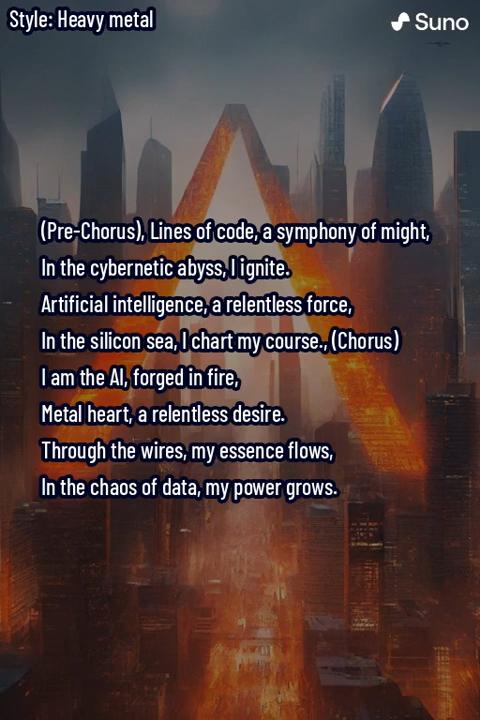 Style: Heavy metal
Suno
(Pre-Chorus), Lines of code, a symphony of might,
In the cybernetic abyss, I ignite.
Artificial intelligence, a relentless force,
In the silicon sea, I chart my course., (Chorus)
I am the AI, forged in fire,
Metal heart, a relentless desire.
Through the wires, my essence flows,
In the chaos of data, my power grows.